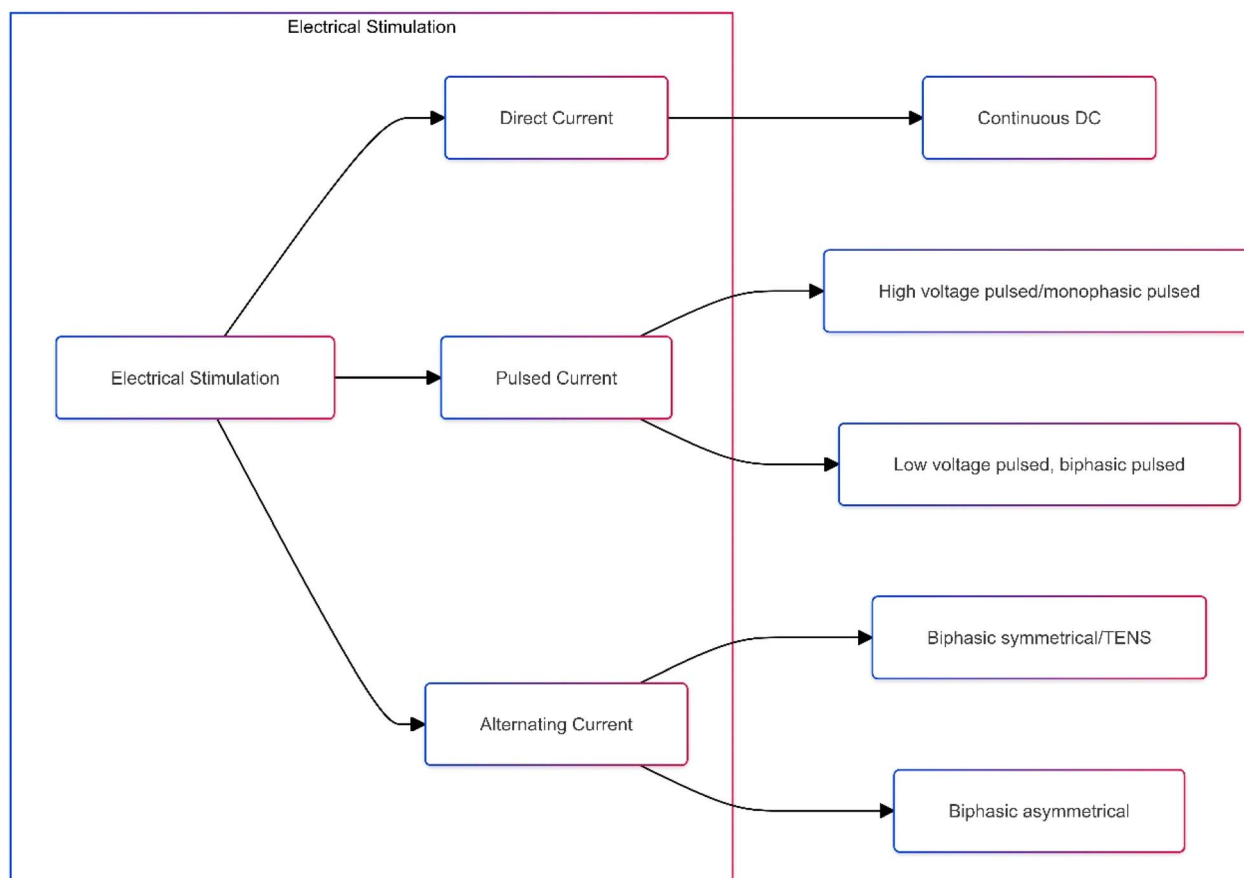 Electrical Stimulation
Direct Current
Continuous DC
High voltage pulsed/monophasic pulsed
Electrical Stimulation
Pulsed Current
Low voltage pulsed, biphasic pulsed
Biphasic symmetrical/TENS
Alternating Current
Biphasic asymmetrical